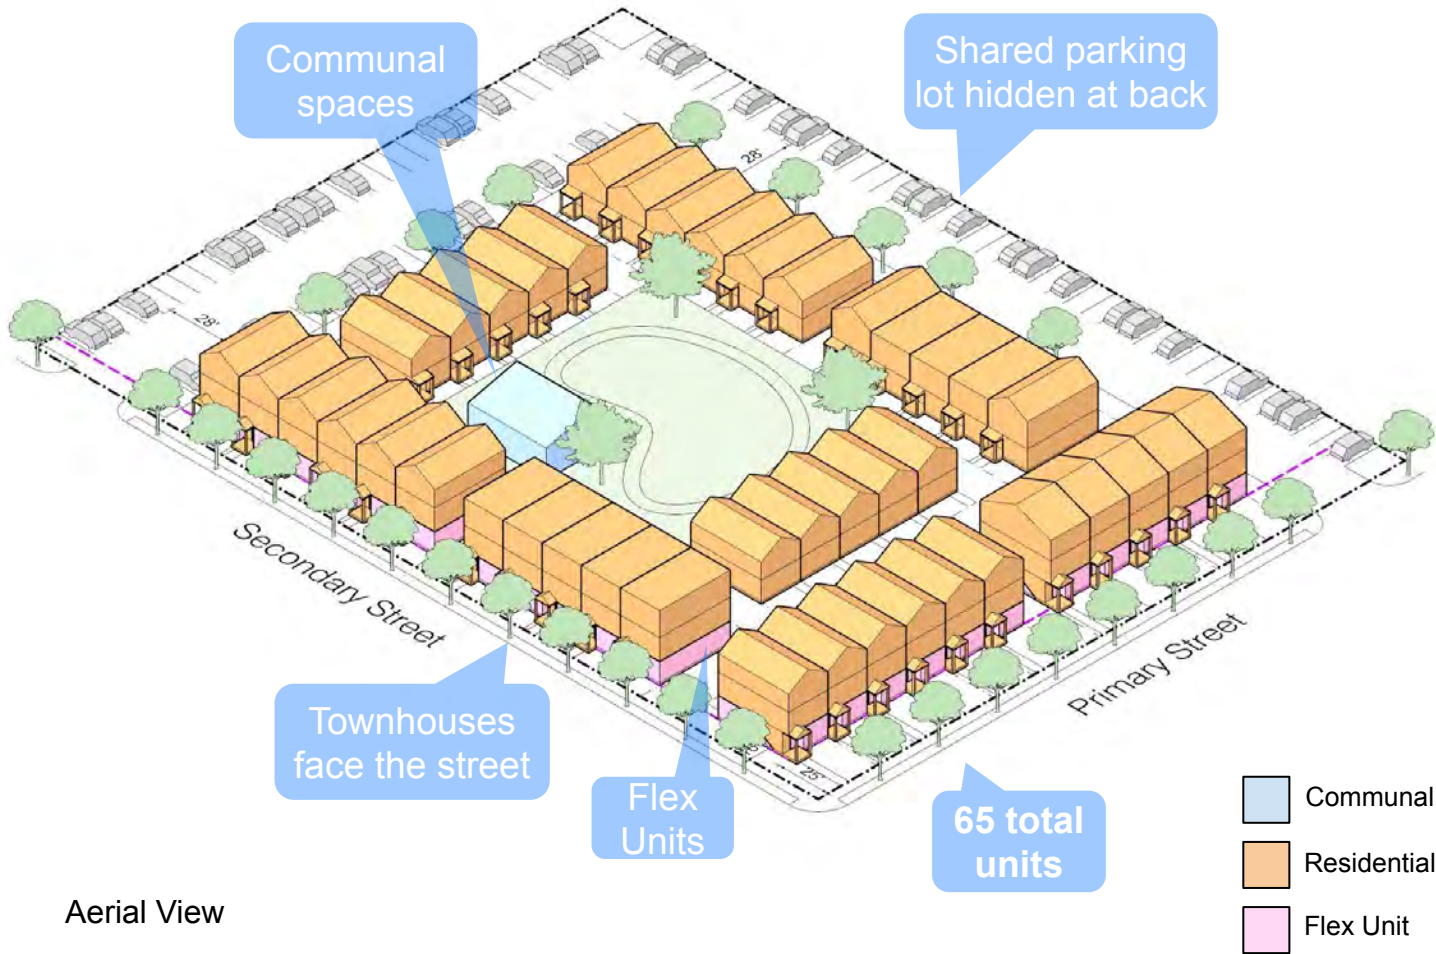 Communal
spaces
Shared parking
lot hidden at back
28'
28'
Secondary Street
Primary Street
Townhouses
face the street
Flex
Units
25'
65 total
units
Communal
Residential
Flex Unit
Aerial View